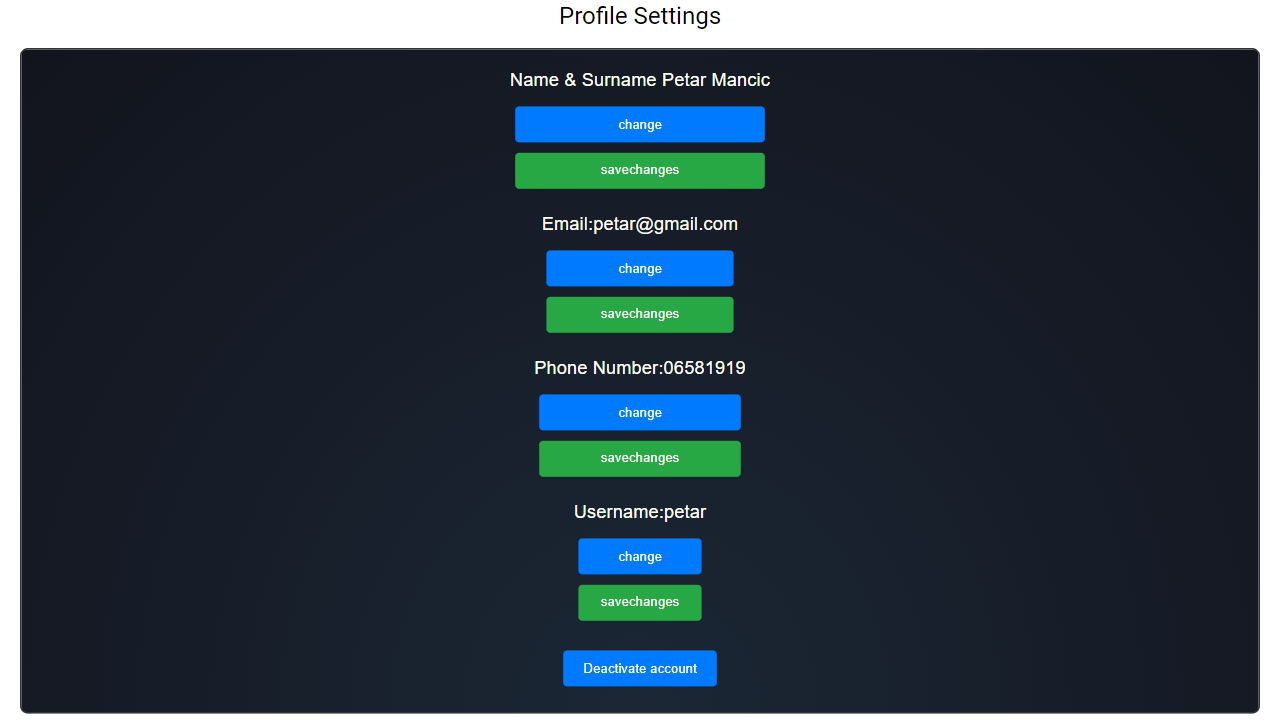 Profile Settings
Name & Surname Petar Mancic
change
savechanges
Email:petar@gmail.com
change
savechanges
Phone Number:06581919
change
savechanges
Username:petar
change
savechanges
Deactivate account